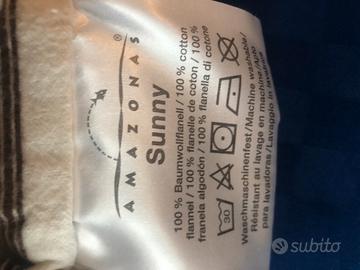 AMAZONAS
Sunny
100% Baumwollflanell / 100% cotton
flannel / 100% flanelle de coton / 100%
franela algodón / 100% flanella di cotone
30
Waschmaschinenfest/Machine washable/
Résistant au lavage en machine/Apto
para lavadoras/Lavaggio in lavatrice
subito